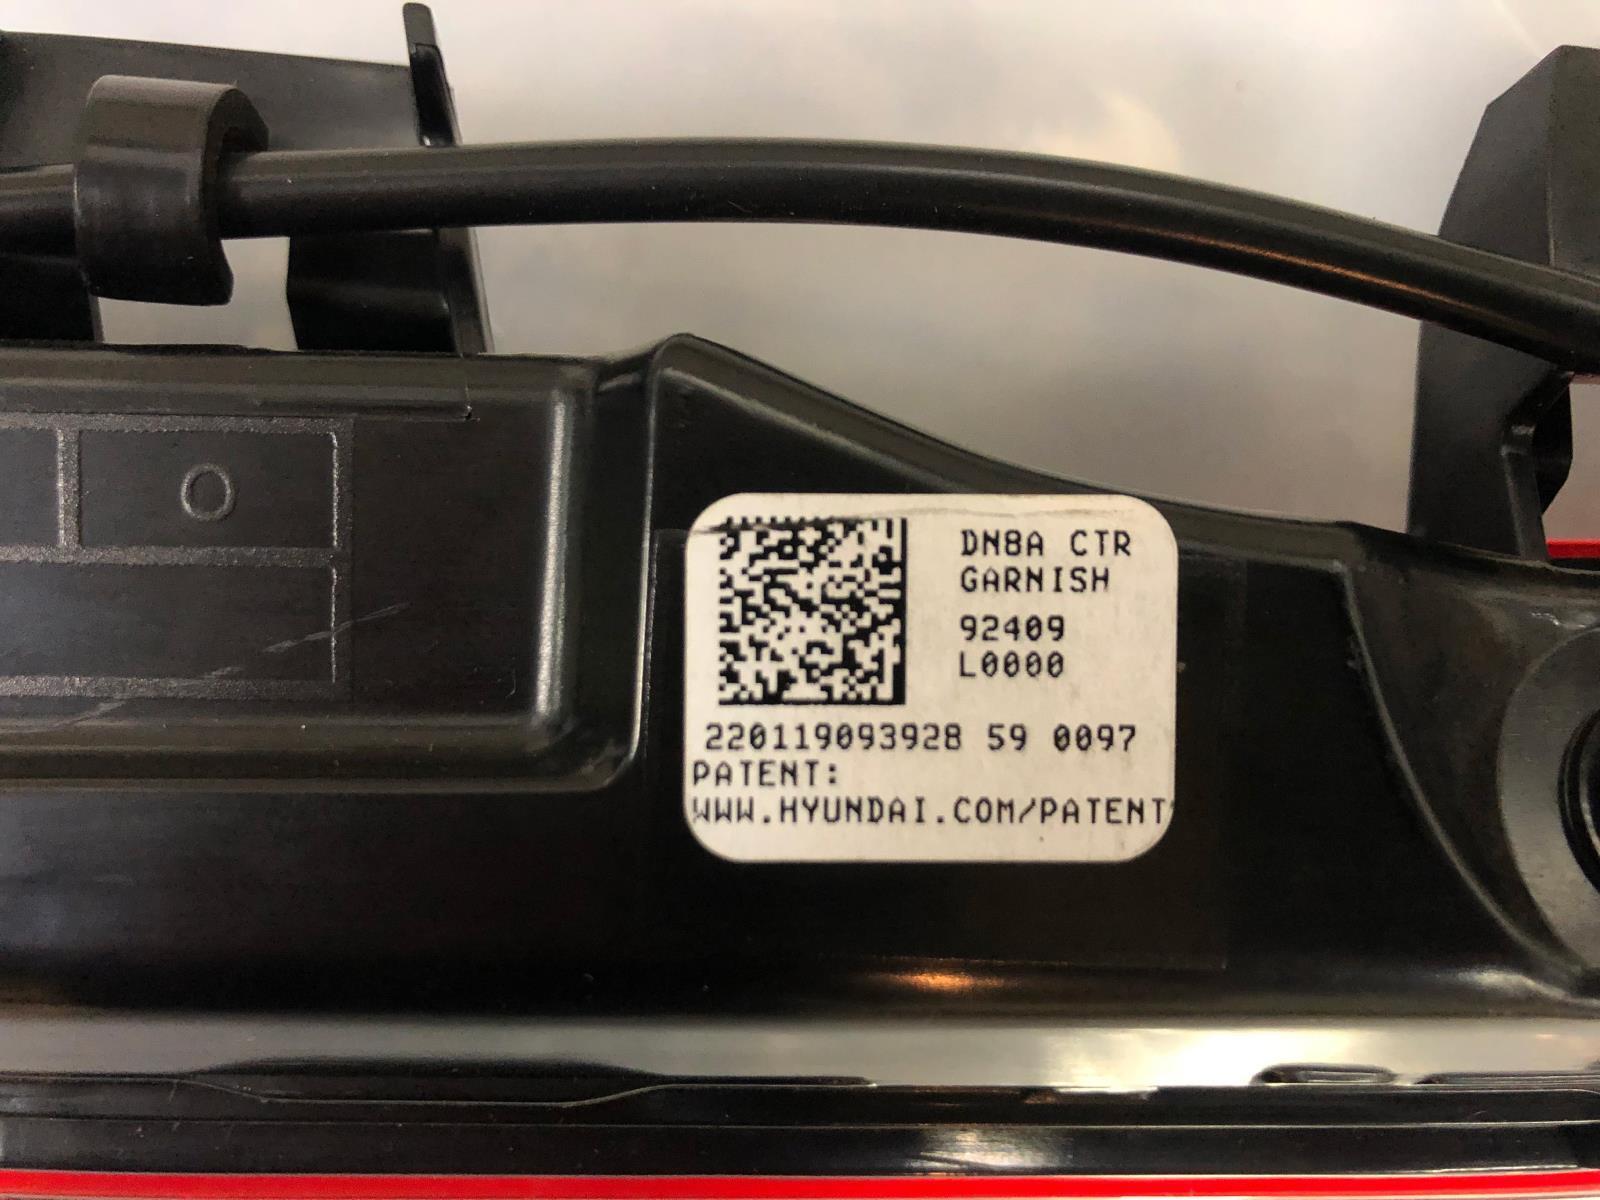 DN8A CTR
GARNISH
92409
L0000
220119093928 59 0097
PATENT:
WWW.HYUNDAI.COM/PATENT